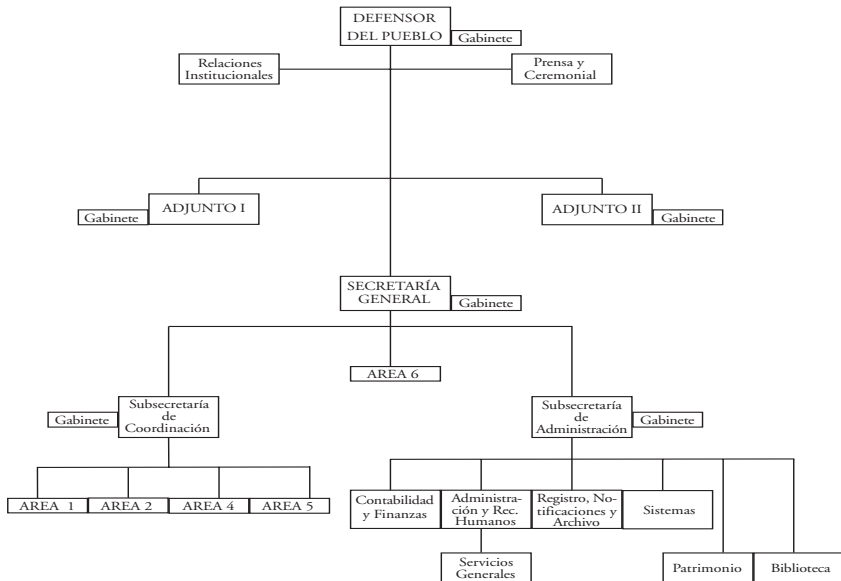 DEFENSOR
DEL PUEBLO
Gabinete
Relaciones
Institucionales
Prensa y
Ceremonial
Gabinete
ADJUNTO I
ADJUNTO II
Gabinete
SECRETARÍA
GENERAL
Gabinete
AREA 6
Gabinete
Subsecretaría
de
Coordinación
Subsecretaría
de
Administración
Gabinete
AREA 1
AREA 2
AREA 4
AREA 5
Contabilidad
y Finanzas
Administra-
ción y Rec.
Humanos
Registro, No-
tificaciones y
Archivo
Sistemas
Servicios
Generales
Patrimonio
Biblioteca